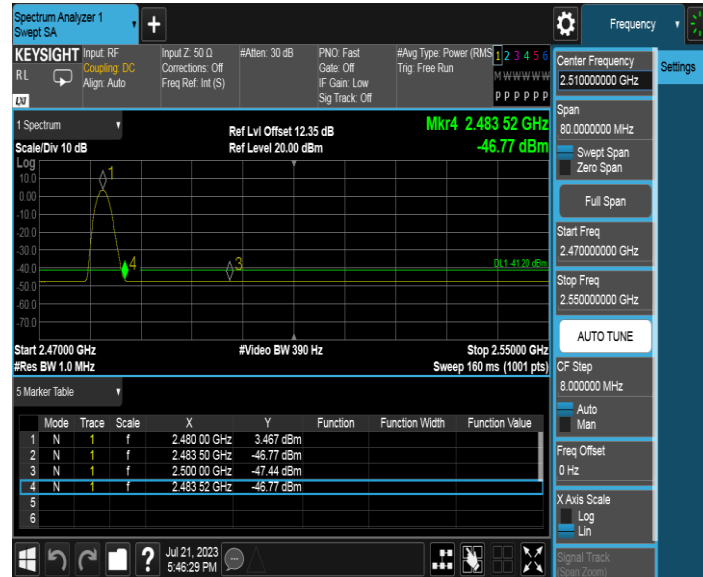 Spectrum Analyzer 1
Swept SA
+
Frequency
KEYSIGHT Input: RF Input Z: 50 Ω #Atten: 30 dB PNO: Fast #Avg Type: Power (RMS 1 2 3 4 5 6
RL Coupling: DC Corrections: Off Gate: Off Trig: Free Run M W W W W W
Align: Auto Freq Ref: Int (S) IF Gain: Low
LXI Sig Track: Off P P P P P P
1 Spectrum
Ref Lvl Offset 12.35 dB Mkr4 2.483 52 GHz
Scale/Div 10 dB Ref Level 20.00 dBm -46.77 dBm
Log
10.0
0.00
-10.0
-20.0
-30.0
-40.0
-50.0
-60.0
-70.0
1
4
3
DL1 -41.20 dBm
Start 2.47000 GHz #Video BW 390 Hz Stop 2.55000 GHz
#Res BW 1.0 MHz Sweep 160 ms (1001 pts)
5 Marker Table
Mode Trace Scale X Y Function Function Width Function Value
1 N 1 f 2.480 00 GHz 3.467 dBm
2 N 1 f 2.483 50 GHz -46.77 dBm
3 N 1 f 2.500 00 GHz -47.44 dBm
4 N 1 f 2.483 52 GHz -46.77 dBm
5
6
?
Jul 21, 2023
5:46:29 PM
Center Frequency
2.510000000 GHz
Settings
Span
80.0000000 MHz
Swept Span
Zero Span
Full Span
Start Freq
2.470000000 GHz
Stop Freq
2.550000000 GHz
AUTO TUNE
CF Step
8.000000 MHz
Auto
Man
Freq Offset
0 Hz
X Axis Scale
Log
Lin
Signal Track
(Span Zoom)